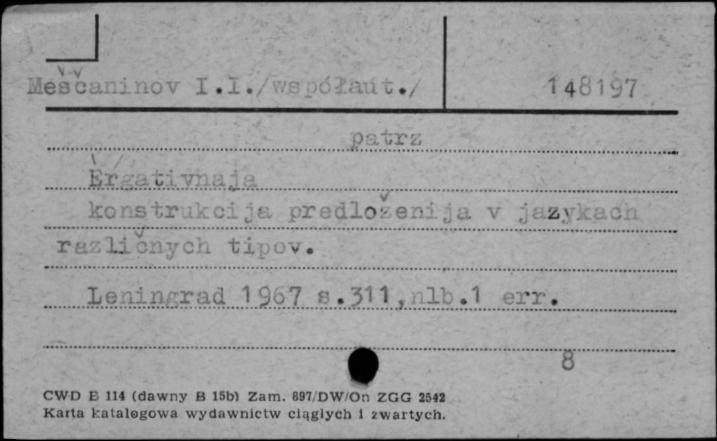 Meščaninov I.I./współaut./ 148197
patrz
Ergativnaja
konstrukcija predloženija v jazykach
različnych tipov.
Leningrad 1967 s.311,nlb.1 err.
8
CWD E 114 (dawny B 15b) Zam. 897/DW/On ZGG 2542
Karta katalogowa wydawnictw ciągłych i zwartych.